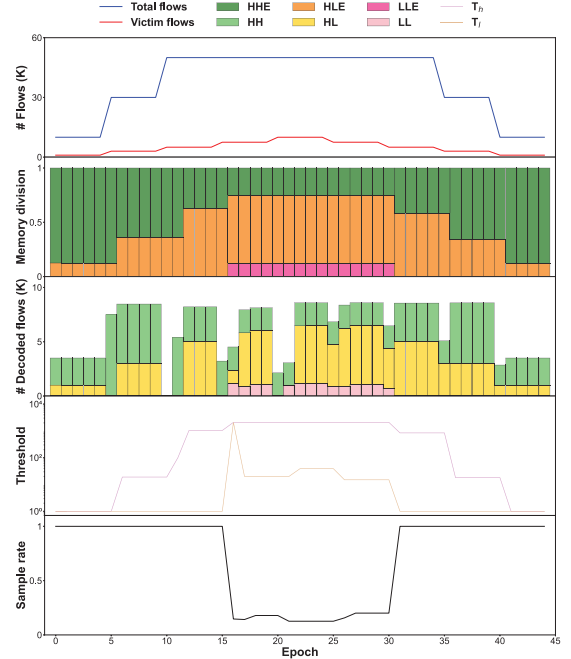 Total flows HHE HLE LLE T_h
Victim flows HH HL LL T_l
# Flows (K)
60
30
0
Memory division
1
0.5
0
# Decoded flows (K)
10
5
0
Threshold
10⁴
10²
10⁰
Sample rate
1
0.5
0
0 5 10 15 20 25 30 35 40 45
Epoch